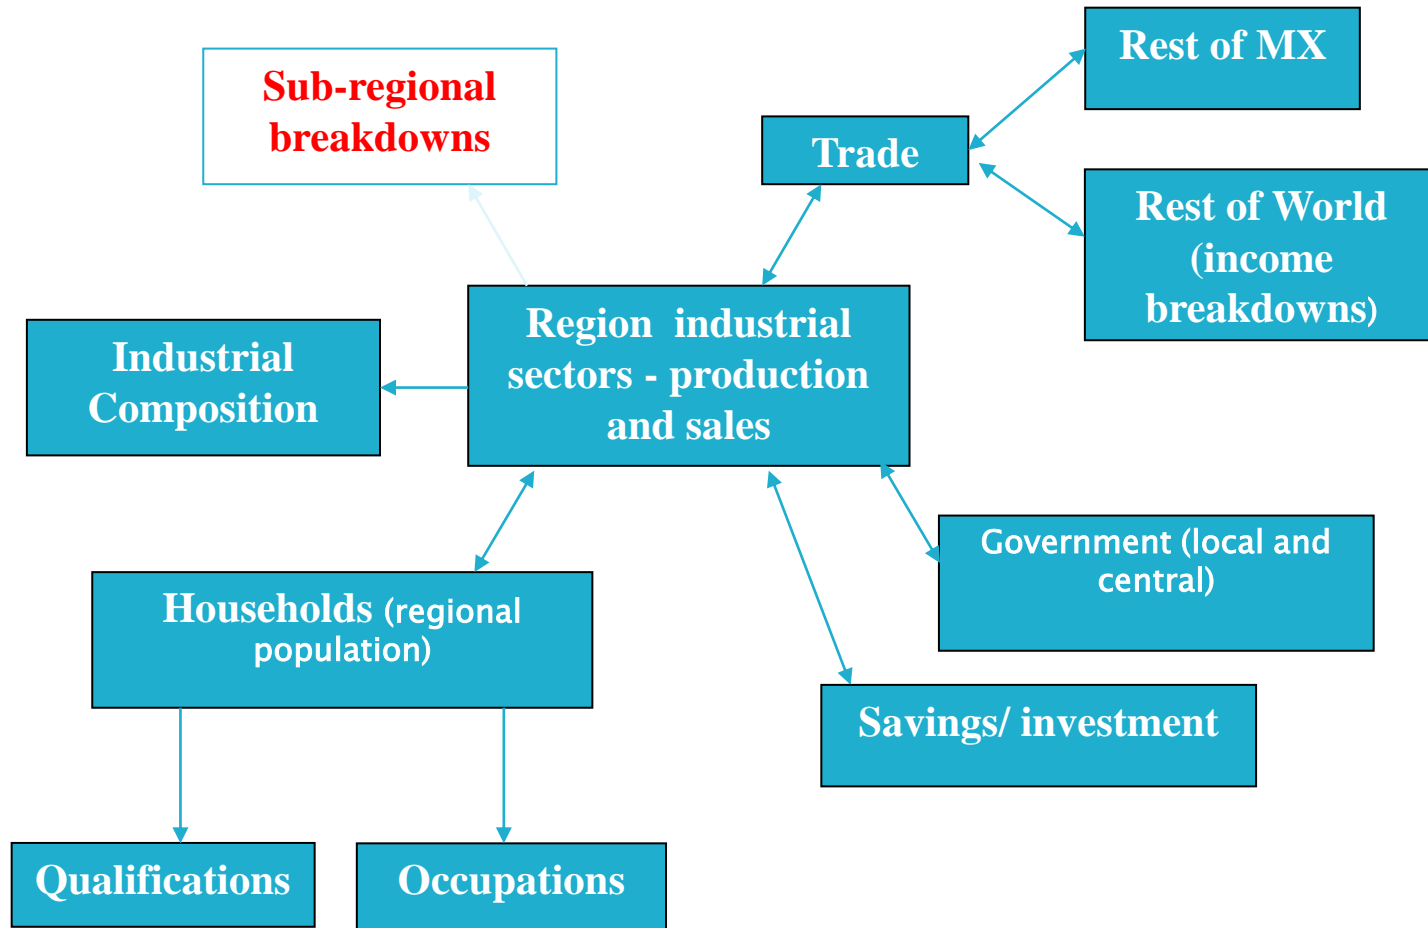 Rest of MX
Sub-regional
breakdowns
Trade
Rest of World
(income
breakdowns)
Region industrial
sectors - production
and sales
Industrial
Composition
Government (local and
central)
Households (regional
population)
Savings/ investment
Qualifications
Occupations